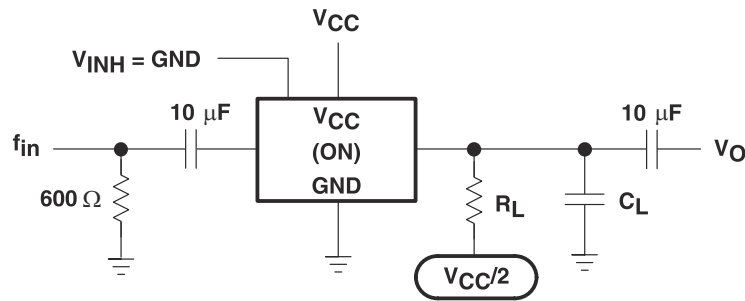 VCC
VINH = GND
10 μF
VCC
(ON)
GND
10 μF
fin
VO
600 Ω
RL
CL
VCC/2